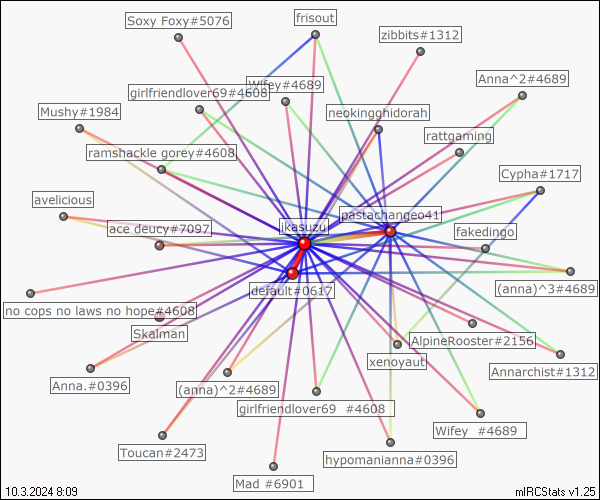 frisout
Soxy Foxy#5076
zibbits#1312
Anna^2#4689
Wifey#4689
girlfriendlover69#4608
Mushy#1984
neokingghidorah
rattgaming
ramshackle gorey#4608
Cypha#1717
avelicious
pastachangeo41
ace deucy#7097
jkasuzu
fakedingo
default#0617
(anna)^3#4689
no cops no laws no hope#4608
Skalman
AlpineRooster#2156
xenoyaut
Annarchist#1312
Anna.#0396
(anna)^2#4689
girlfriendlover69 #4608
Wifey #4689
Toucan#2473
hypomanianna#0396
Mad #6901
10.3.2024 8:09
mIRCStats v1.25